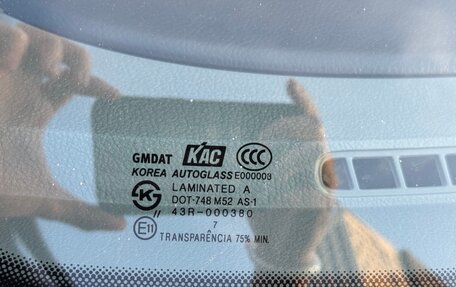 GMDAT KAC CCC
KOREA AUTOGLASS E000003
LAMINATED A
DOT-748 M52 AS-1
// 43R-000380
7
E11 TRANSPARÊNCIA 75% MIN.